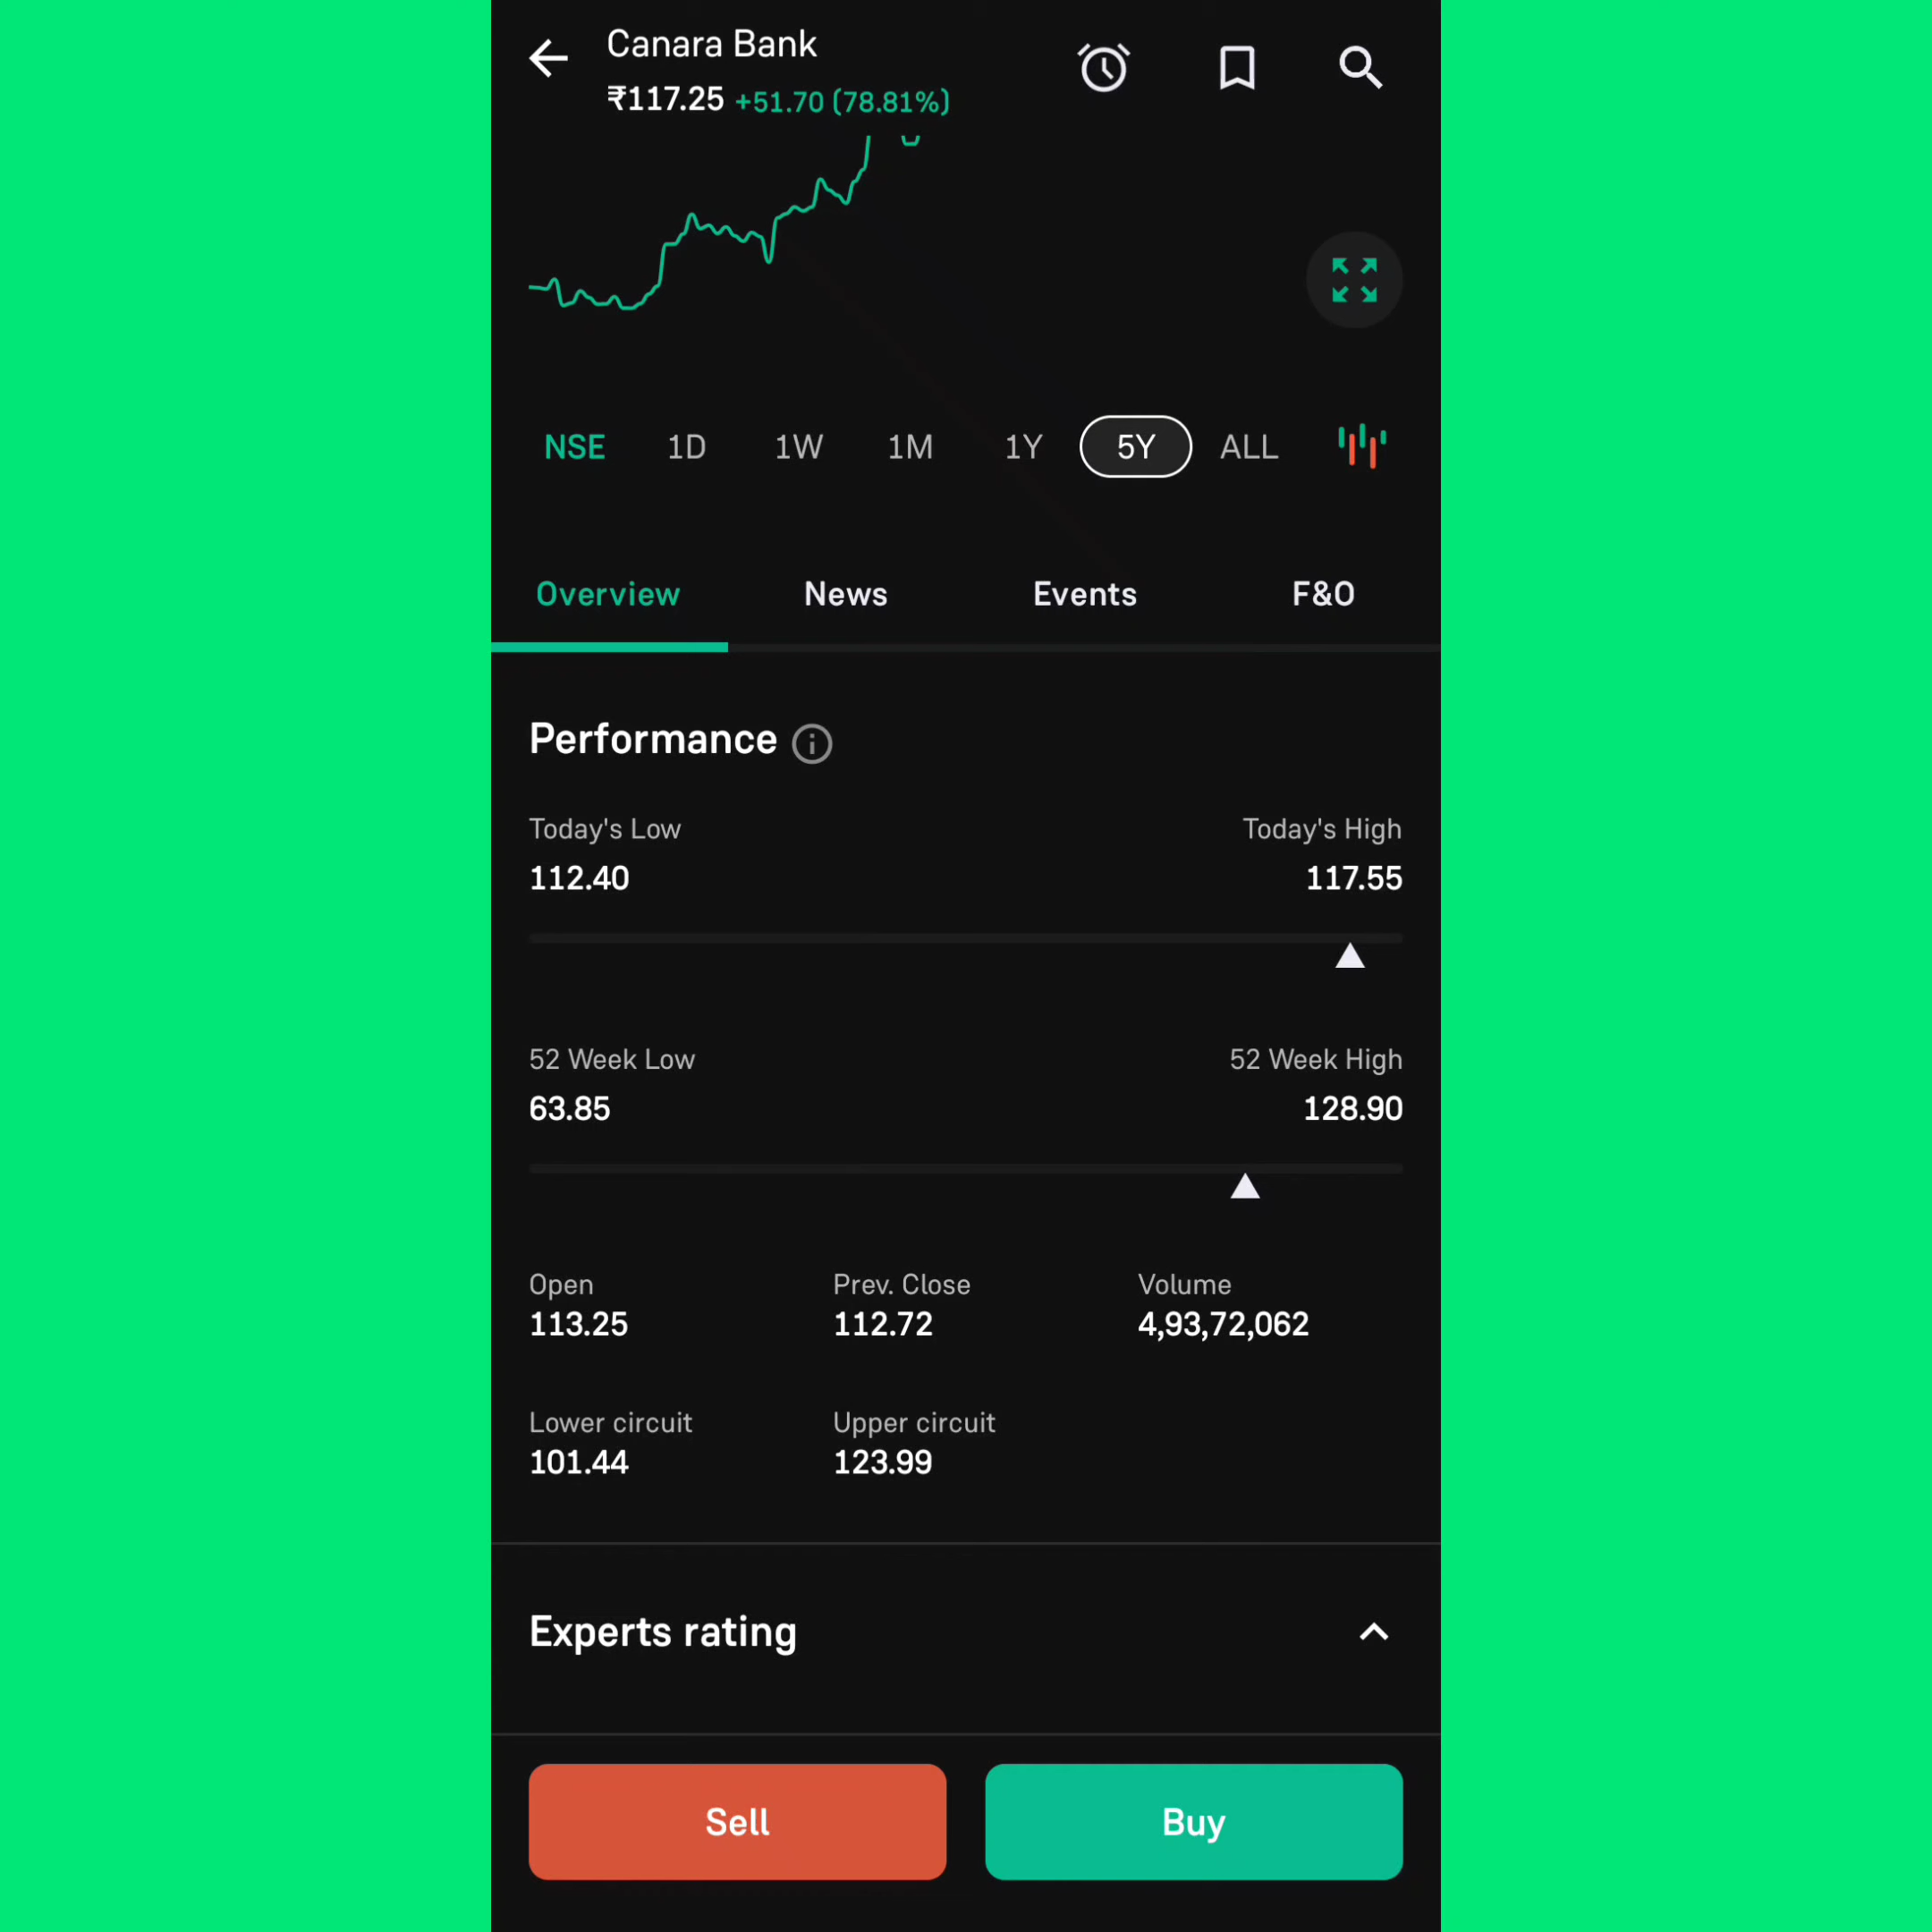 Canara Bank
₹117.25 +51.70 (78.81%)
NSE 1D 1W 1M 1Y 5Y ALL
Overview News Events F&O
Performance
Today's Low Today's High
112.40 117.55
52 Week Low 52 Week High
63.85 128.90
Open Prev. Close Volume
113.25 112.72 4,93,72,062
Lower circuit Upper circuit
101.44 123.99
Experts rating
Sell Buy